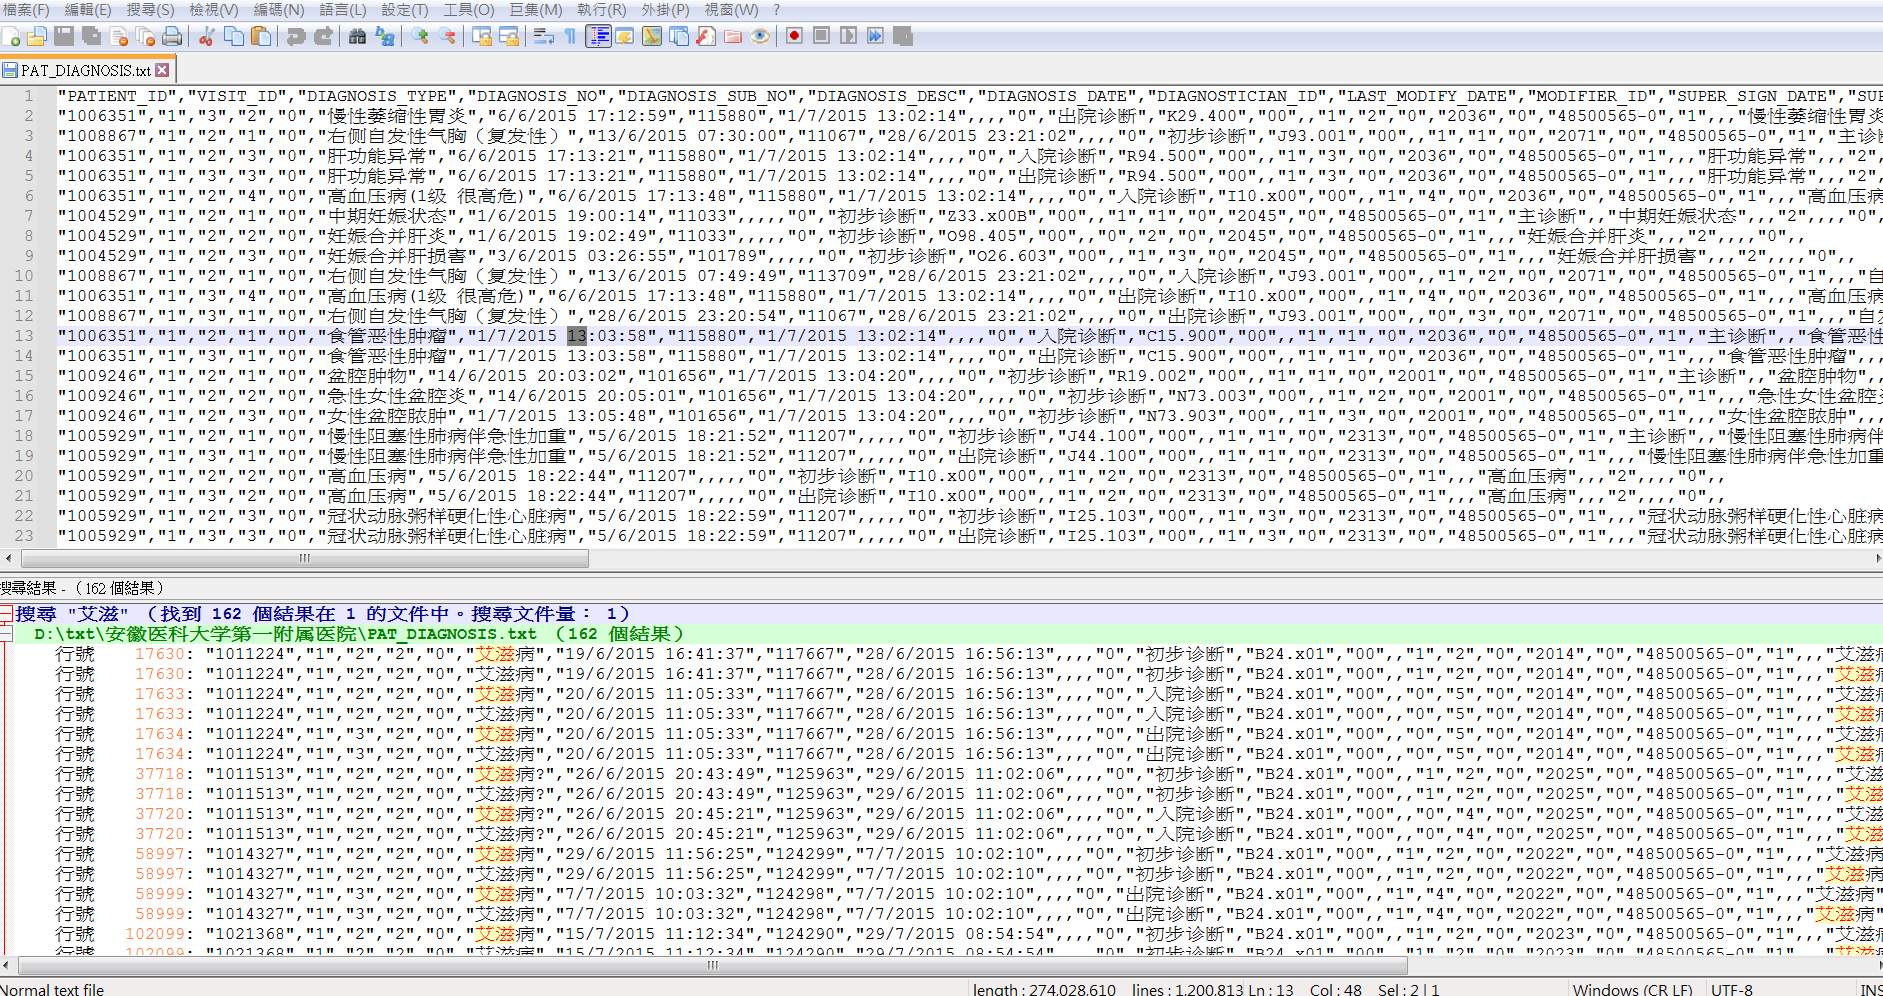 檔案(F) 編輯(E) 搜尋(S) 檢視(V) 編碼(N) 語言(L) 設定(T) 工具(O) 巨集(M) 執行(R) 外掛(P) 視窗(W) ?
PAT_DIAGNOSIS.txt
1 "PATIENT_ID","VISIT_ID","DIAGNOSIS_TYPE","DIAGNOSIS_NO","DIAGNOSIS_SUB_NO","DIAGNOSIS_DESC","DIAGNOSIS_DATE","DIAGNOSTICIAN_ID","LAST_MODIFY_DATE","MODIFIER_ID","SUPER_SIGN_DATE","SU
2 "1006351","1","3","2","0","慢性萎缩性胃炎","6/6/2015 17:12:59","115880","1/7/2015 13:02:14",,,,"0","出院诊断","K29.400","00",,"1","2","0","2036","0","48500565-0","1",,,"慢性萎缩性胃炎
3 "1008867","1","2","1","0","右侧自发性气胸（复发性）","13/6/2015 07:30:00","11067","28/6/2015 23:21:02",,,,"0","初步诊断","J93.001","00",,"1","1","0","2071","0","48500565-0","1","主诊断
4 "1006351","1","2","3","0","肝功能异常","6/6/2015 17:13:21","115880","1/7/2015 13:02:14",,,,"0","入院诊断","R94.500","00",,"1","3","0","2036","0","48500565-0","1",,,"肝功能异常",,,"2",
5 "1006351","1","3","3","0","肝功能异常","6/6/2015 17:13:21","115880","1/7/2015 13:02:14",,,,"0","出院诊断","R94.500","00",,"1","3","0","2036","0","48500565-0","1",,,"肝功能异常",,,"2",
6 "1006351","1","2","4","0","高血压病(1级 很高危)","6/6/2015 17:13:48","115880","1/7/2015 13:02:14",,,,"0","入院诊断","I10.x00","00",,"1","4","0","2036","0","48500565-0","1",,,"高血压病
7 "1004529","1","2","1","0","中期妊娠状态","1/6/2015 19:00:14","11033",,,,,"0","初步诊断","Z33.x00B","00",,"1","1","0","2045","0","48500565-0","1","主诊断",,"中期妊娠状态",,,"2",,,,"0",,
8 "1004529","1","2","2","0","妊娠合并肝炎","1/6/2015 19:02:49","11033",,,,,"0","初步诊断","O98.405","00",,"0","2","0","2045","0","48500565-0","1",,,"妊娠合并肝炎",,,"2",,,,"0",,
9 "1004529","1","2","3","0","妊娠合并肝损害","3/6/2015 03:26:55","101789",,,,,"0","初步诊断","O26.603","00",,"1","3","0","2045","0","48500565-0","1",,,"妊娠合并肝损害",,,"2",,,,"0",,
10 "1008867","1","2","1","0","右侧自发性气胸（复发性）","13/6/2015 07:49:49","113709","28/6/2015 23:21:02",,,,"0","入院诊断","J93.001","00",,"1","2","0","2071","0","48500565-0","1",,,"自
11 "1006351","1","3","4","0","高血压病(1级 很高危)","6/6/2015 17:13:48","115880","1/7/2015 13:02:14",,,,"0","出院诊断","I10.x00","00",,"1","4","0","2036","0","48500565-0","1",,,"高血压病
12 "1008867","1","3","1","0","右侧自发性气胸（复发性）","28/6/2015 23:20:54","11067","28/6/2015 23:21:02",,,,"0","出院诊断","J93.001","00",,"0","3","0","2071","0","48500565-0","1",,,"自发
13 "1006351","1","2","1","0","食管恶性肿瘤","1/7/2015 13:03:58","115880","1/7/2015 13:02:14",,,,"0","入院诊断","C15.900","00",,"1","1","0","2036","0","48500565-0","1","主诊断",,"食管恶性
14 "1006351","1","3","1","0","食管恶性肿瘤","1/7/2015 13:03:58","115880","1/7/2015 13:02:14",,,,"0","出院诊断","C15.900","00",,"1","1","0","2036","0","48500565-0","1",,,"食管恶性肿瘤",,,
15 "1009246","1","2","1","0","盆腔肿物","14/6/2015 20:03:02","101656","1/7/2015 13:04:20",,,,"0","初步诊断","R19.002","00",,"1","1","0","2001","0","48500565-0","1","主诊断",,"盆腔肿物",,,
16 "1009246","1","2","2","0","急性女性盆腔炎","14/6/2015 20:05:01","101656","1/7/2015 13:04:20",,,,"0","初步诊断","N73.003","00",,"1","2","0","2001","0","48500565-0","1",,,"急性女性盆腔炎
17 "1009246","1","2","3","0","女性盆腔脓肿","1/7/2015 13:05:48","101656","1/7/2015 13:04:20",,,,"0","初步诊断","N73.903","00",,"1","3","0","2001","0","48500565-0","1",,,"女性盆腔脓肿",,,
18 "1005929","1","2","1","0","慢性阻塞性肺病伴急性加重","5/6/2015 18:21:52","11207",,,,,"0","初步诊断","J44.100","00",,"1","1","0","2313","0","48500565-0","1","主诊断",,"慢性阻塞性肺病伴
19 "1005929","1","3","1","0","慢性阻塞性肺病伴急性加重","5/6/2015 18:21:52","11207",,,,,"0","出院诊断","J44.100","00",,"1","1","0","2313","0","48500565-0","1",,,"慢性阻塞性肺病伴急性加重
20 "1005929","1","2","2","0","高血压病","5/6/2015 18:22:44","11207",,,,,"0","初步诊断","I10.x00","00",,"1","2","0","2313","0","48500565-0","1",,,"高血压病",,,"2",,,,"0",,
21 "1005929","1","3","2","0","高血压病","5/6/2015 18:22:44","11207",,,,,"0","出院诊断","I10.x00","00",,"1","2","0","2313","0","48500565-0","1",,,"高血压病",,,"2",,,,"0",,
22 "1005929","1","2","3","0","冠状动脉粥样硬化性心脏病","5/6/2015 18:22:59","11207",,,,,"0","初步诊断","I25.103","00",,"1","3","0","2313","0","48500565-0","1",,,"冠状动脉粥样硬化性心脏病
23 "1005929","1","3","3","0","冠状动脉粥样硬化性心脏病","5/6/2015 18:22:59","11207",,,,,"0","出院诊断","I25.103","00",,"1","3","0","2313","0","48500565-0","1",,,"冠状动脉粥样硬化性心脏病
搜尋結果 - （162 個結果）
搜尋 "艾滋" （找到 162 個結果在 1 的文件中。搜尋文件量： 1）
D:\txt\安徽医科大学第一附属医院\PAT_DIAGNOSIS.txt （162 個結果）
行號 17630: "1011224","1","2","2","0","艾滋病","19/6/2015 16:41:37","117667","28/6/2015 16:56:13",,,,"0","初步诊断","B24.x01","00",,"1","2","0","2014","0","48500565-0","1",,,"艾滋病
行號 17630: "1011224","1","2","2","0","艾滋病","19/6/2015 16:41:37","117667","28/6/2015 16:56:13",,,,"0","初步诊断","B24.x01","00",,"1","2","0","2014","0","48500565-0","1",,,"艾滋病
行號 17633: "1011224","1","2","2","0","艾滋病","20/6/2015 11:05:33","117667","28/6/2015 16:56:13",,,,"0","入院诊断","B24.x01","00",,"0","5","0","2014","0","48500565-0","1",,,"艾滋病
行號 17633: "1011224","1","2","2","0","艾滋病","20/6/2015 11:05:33","117667","28/6/2015 16:56:13",,,,"0","入院诊断","B24.x01","00",,"0","5","0","2014","0","48500565-0","1",,,"艾滋病
行號 17634: "1011224","1","3","2","0","艾滋病","20/6/2015 11:05:33","117667","28/6/2015 16:56:13",,,,"0","出院诊断","B24.x01","00",,"0","5","0","2014","0","48500565-0","1",,,"艾滋病
行號 17634: "1011224","1","3","2","0","艾滋病","20/6/2015 11:05:33","117667","28/6/2015 16:56:13",,,,"0","出院诊断","B24.x01","00",,"0","5","0","2014","0","48500565-0","1",,,"艾滋病
行號 37718: "1011513","1","2","2","0","艾滋病?","26/6/2015 20:43:49","125963","29/6/2015 11:02:06",,,,"0","初步诊断","B24.x01","00",,"1","2","0","2025","0","48500565-0","1",,,"艾滋
行號 37718: "1011513","1","2","2","0","艾滋病?","26/6/2015 20:43:49","125963","29/6/2015 11:02:06",,,,"0","初步诊断","B24.x01","00",,"1","2","0","2025","0","48500565-0","1",,,"艾滋
行號 37720: "1011513","1","2","2","0","艾滋病?","26/6/2015 20:45:21","125963","29/6/2015 11:02:06",,,,"0","入院诊断","B24.x01","00",,"0","4","0","2025","0","48500565-0","1",,,"艾滋
行號 37720: "1011513","1","2","2","0","艾滋病?","26/6/2015 20:45:21","125963","29/6/2015 11:02:06",,,,"0","入院诊断","B24.x01","00",,"0","4","0","2025","0","48500565-0","1",,,"艾滋
行號 58997: "1014327","1","2","2","0","艾滋病","29/6/2015 11:56:25","124299","7/7/2015 10:02:10",,,,"0","初步诊断","B24.x01","00",,"1","2","0","2022","0","48500565-0","1",,,"艾滋病
行號 58997: "1014327","1","2","2","0","艾滋病","29/6/2015 11:56:25","124299","7/7/2015 10:02:10",,,,"0","初步诊断","B24.x01","00",,"1","2","0","2022","0","48500565-0","1",,,"艾滋病
行號 58999: "1014327","1","3","2","0","艾滋病","7/7/2015 10:03:32","124298","7/7/2015 10:02:10",,,,"0","出院诊断","B24.x01","00",,"1","4","0","2022","0","48500565-0","1",,,"艾滋病"
行號 58999: "1014327","1","3","2","0","艾滋病","7/7/2015 10:03:32","124298","7/7/2015 10:02:10",,,,"0","出院诊断","B24.x01","00",,"1","4","0","2022","0","48500565-0","1",,,"艾滋病"
行號 102099: "1021368","1","2","2","0","艾滋病","15/7/2015 11:12:34","124290","29/7/2015 08:54:54",,,,"0","初步诊断","B24.x01","00",,"1","2","0","2023","0","48500565-0","1",,,"艾滋
行號 102099: "1021368","1","2","2","0","艾滋病","15/7/2015 11:12:34","124290","29/7/2015 08:54:54",,,,"0","初步诊断","B24.x01","00",,"1","2","0","2023","0","48500565-0","1",,,"艾滋
Normal text file length : 274,028,610 lines : 1,200,813 Ln : 13 Col : 48 Sel : 2 | 1 Windows (CR LF) UTF-8 INS